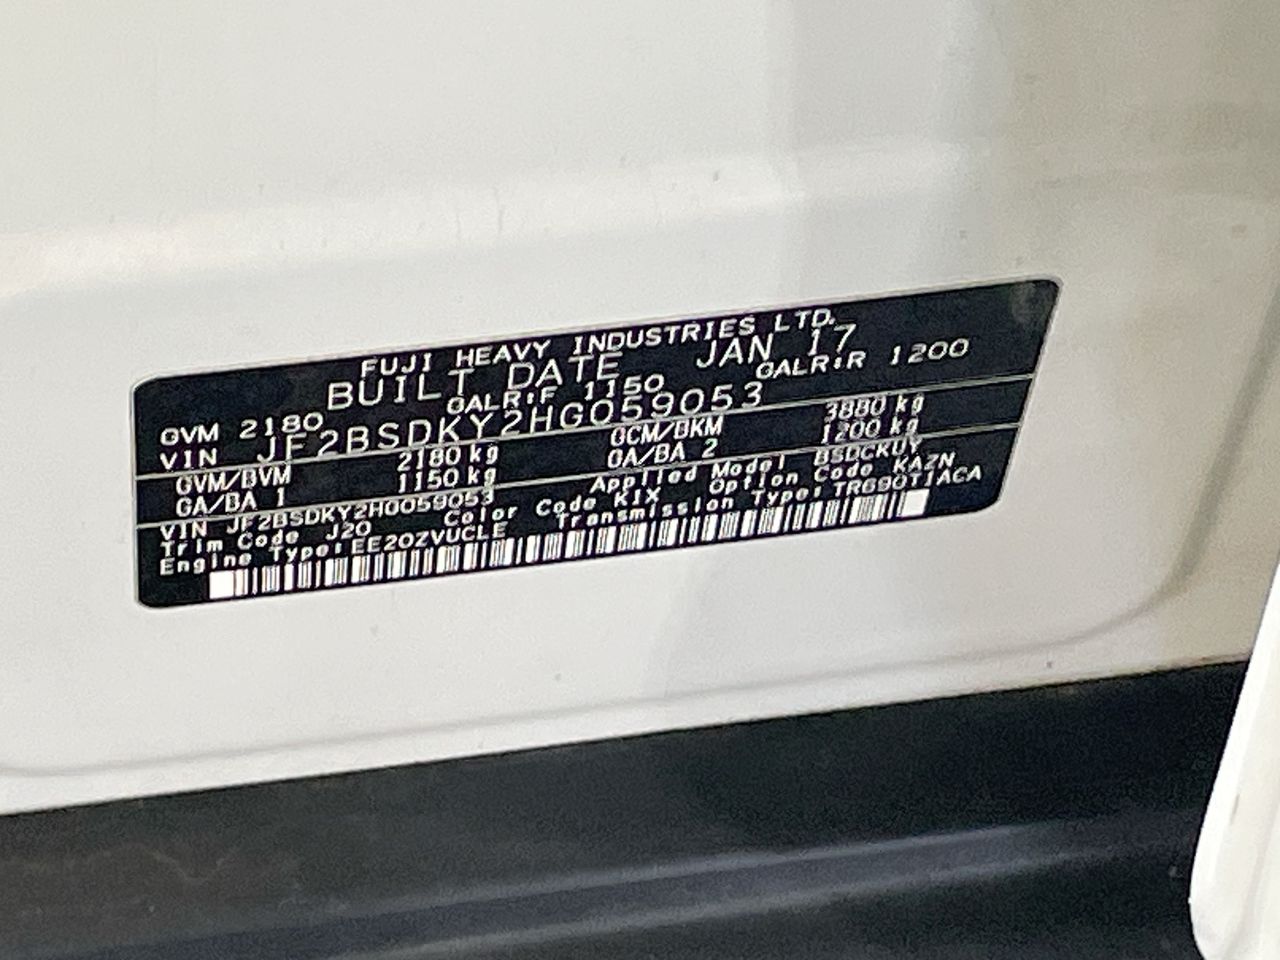 FUJI HEAVY INDUSTRIES LTD.
BUILT DATE JAN 17
GVM 2180 GALR:F 1150 GALR:R 1200
VIN JF2BSDKY2HG059053
GVM/BVM 2180 kg GCM/BKM 3880 kg
GA/BA 1 1150 kg GA/BA 2 1200 kg
VIN JF2BSDKY2HG059053 Applied Model BSDCKUY
Trim Code J20 Color Code K1X Option Code KAZN
Engine Type:EE20ZVUCLE Transmission Type:TR690T1ACA